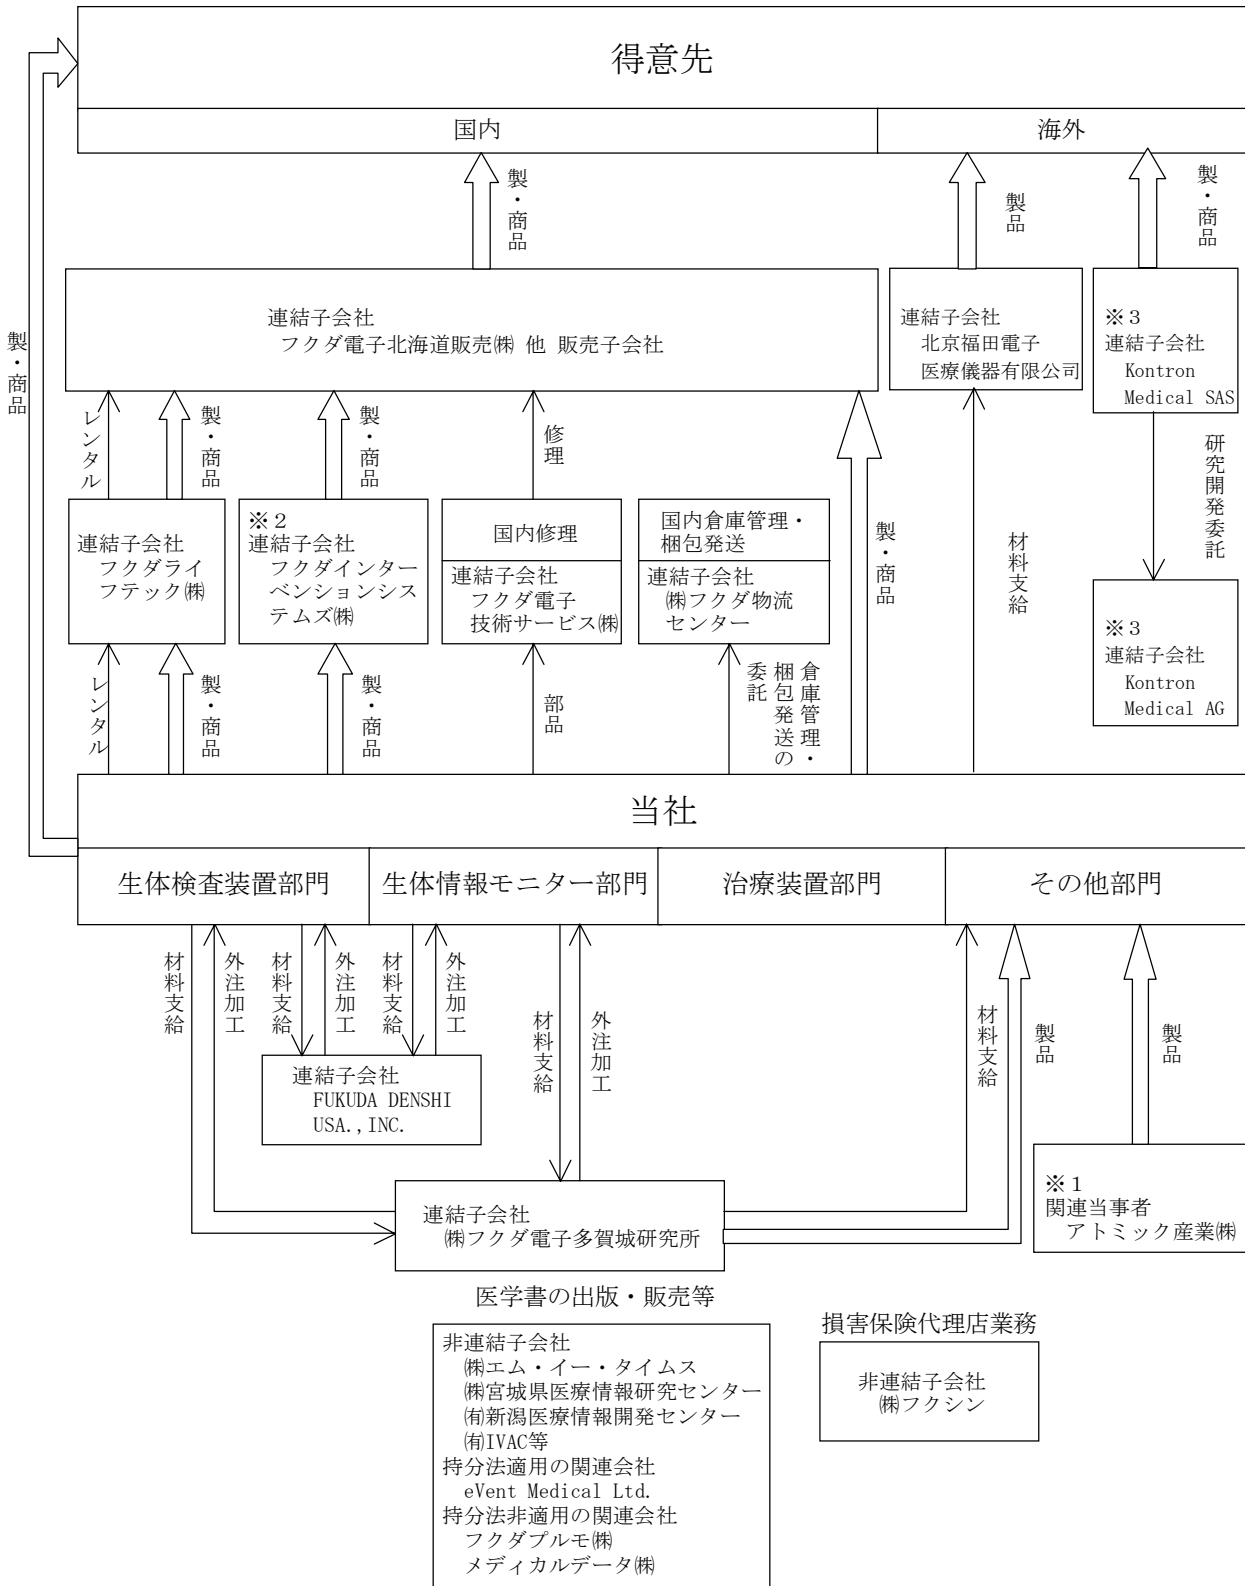 得意先
国内
海外
製・商品
製・商品
製品
製・商品
連結子会社
フクダ電子北海道販売㈱ 他 販売子会社
連結子会社
北京福田電子
医療儀器有限公司
※3
連結子会社
Kontron
Medical SAS
レンタル
製・商品
製・商品
修理
製・商品
材料支給
研究開発委託
連結子会社
フクダライ
フテック㈱
※2
連結子会社
フクダインター
ベンションシス
テムズ㈱
国内修理
連結子会社
フクダ電子
技術サービス㈱
国内倉庫管理・
梱包発送
連結子会社
㈱フクダ物流
センター
※3
連結子会社
Kontron
Medical AG
レンタル
製・商品
製・商品
部品
倉庫管理・
梱包発送の
委託
当社
生体検査装置部門
生体情報モニター部門
治療装置部門
その他部門
材料支給
外注加工
材料支給
外注加工
材料支給
外注加工
材料支給
外注加工
材料支給
製品
製品
連結子会社
FUKUDA DENSHI
USA.,INC.
連結子会社
㈱フクダ電子多賀城研究所
※1
関連当事者
アトミック産業㈱
医学書の出版・販売等
非連結子会社
㈱エム・イー・タイムス
㈱宮城県医療情報研究センター
㈲新潟医療情報開発センター
㈲IVAC等
持分法適用の関連会社
eVent Medical Ltd.
持分法非適用の関連会社
フクダプルモ㈱
メディカルデータ㈱
損害保険代理店業務
非連結子会社
㈱フクシン